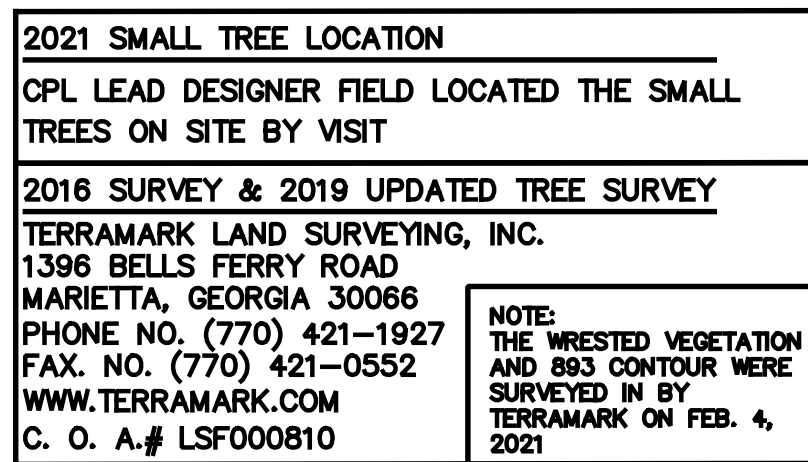 2021 SMALL TREE LOCATION
CPL LEAD DESIGNER FIELD LOCATED THE SMALL
TREES ON SITE BY VISIT
2016 SURVEY & 2019 UPDATED TREE SURVEY
TERRAMARK LAND SURVEYING, INC.
1396 BELLS FERRY ROAD
MARIETTA, GEORGIA 30066
PHONE NO. (770) 421-1927
FAX. NO. (770) 421-0552
WWW.TERRAMARK.COM
C. O. A.# LSF000810
NOTE:
THE WRESTED VEGETATION
AND 893 CONTOUR WERE
SURVEYED IN BY
TERRAMARK ON FEB. 4,
2021